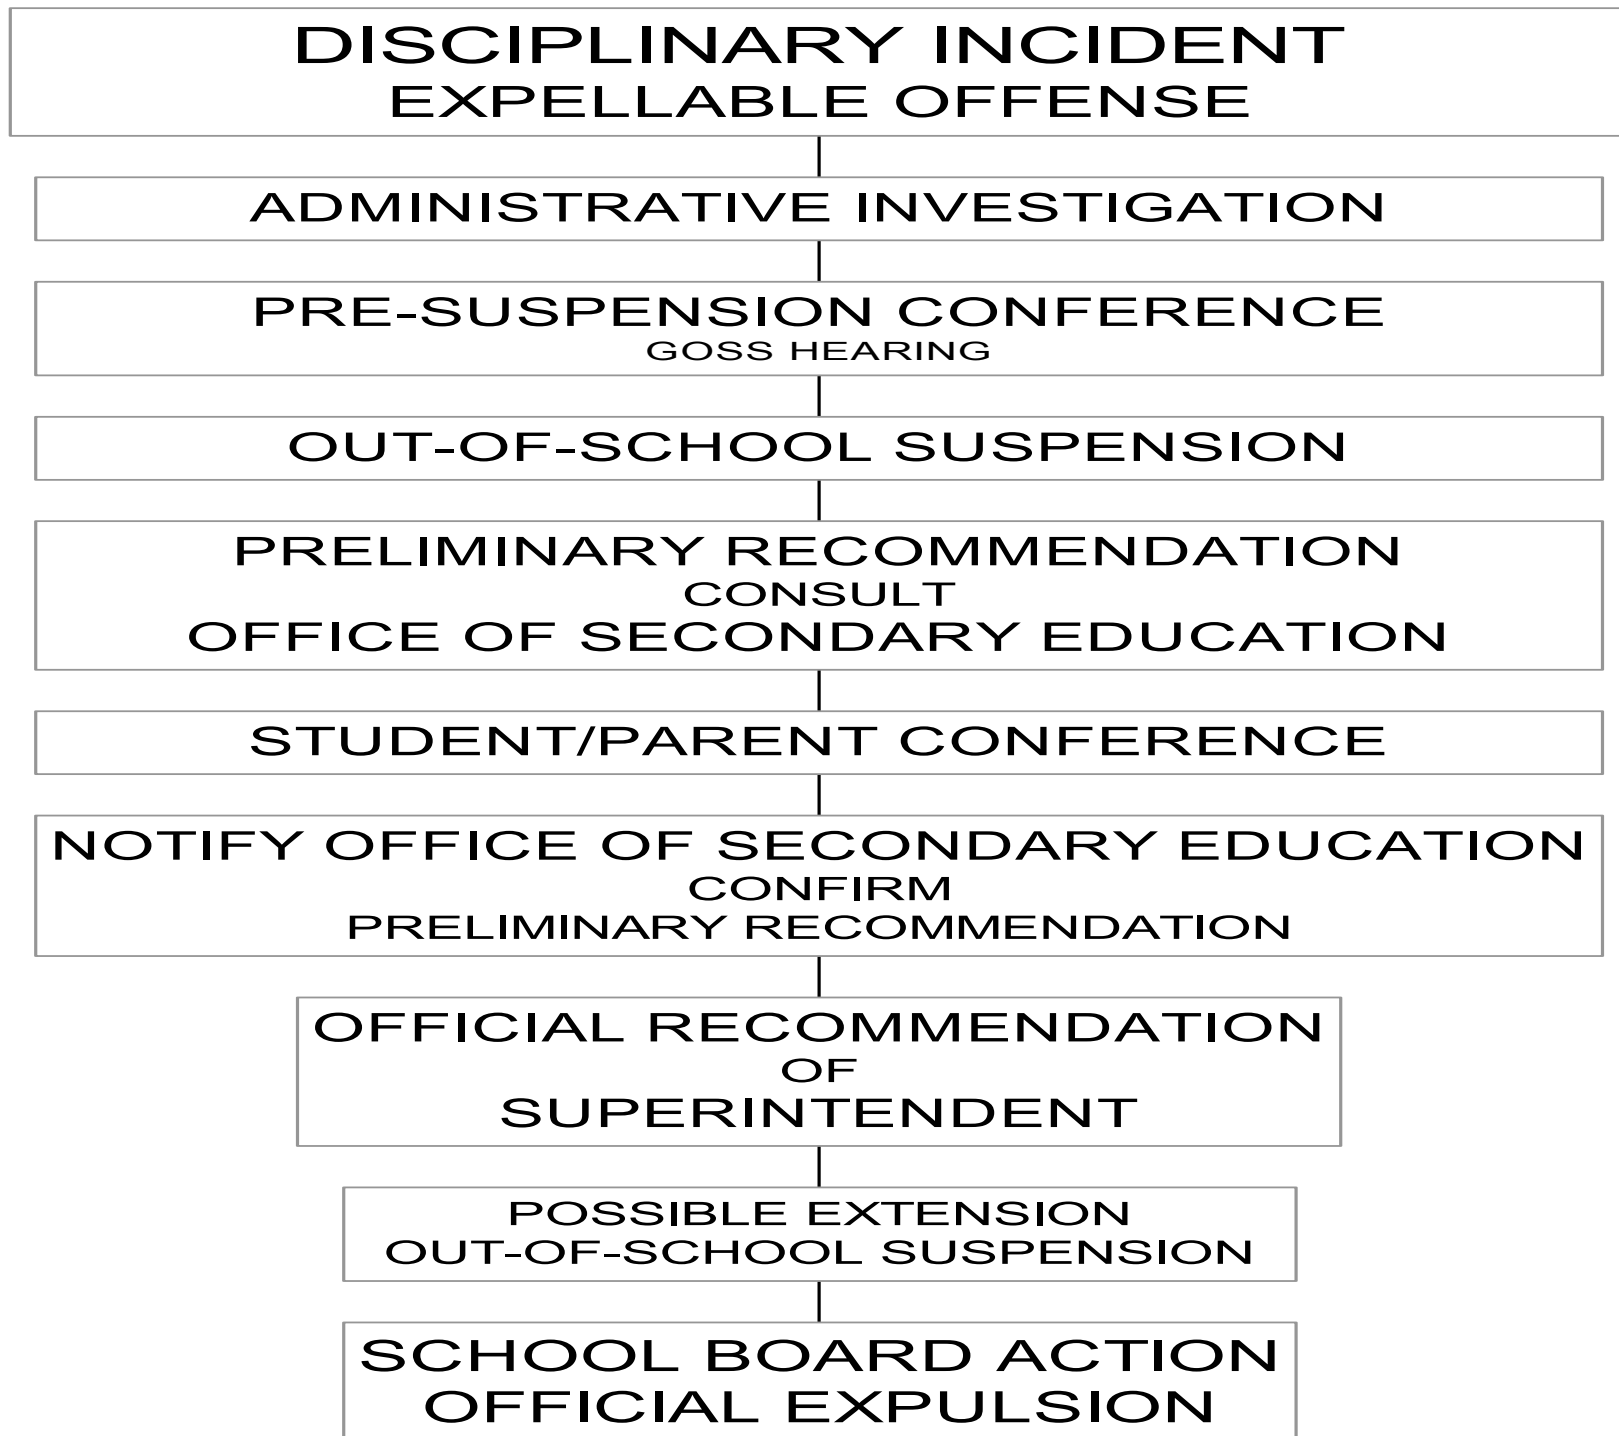 DISCIPLINARY INCIDENT
EXPELLABLE OFFENSE
ADMINISTRATIVE INVESTIGATION
PRE-SUSPENSION CONFERENCE
GOSS HEARING
OUT-OF-SCHOOL SUSPENSION
PRELIMINARY RECOMMENDATION
CONSULT
OFFICE OF SECONDARY EDUCATION
STUDENT/PARENT CONFERENCE
NOTIFY OFFICE OF SECONDARY EDUCATION
CONFIRM
PRELIMINARY RECOMMENDATION
OFFICIAL RECOMMENDATION
OF
SUPERINTENDENT
POSSIBLE EXTENSION
OUT-OF-SCHOOL SUSPENSION
SCHOOL BOARD ACTION
OFFICIAL EXPULSION